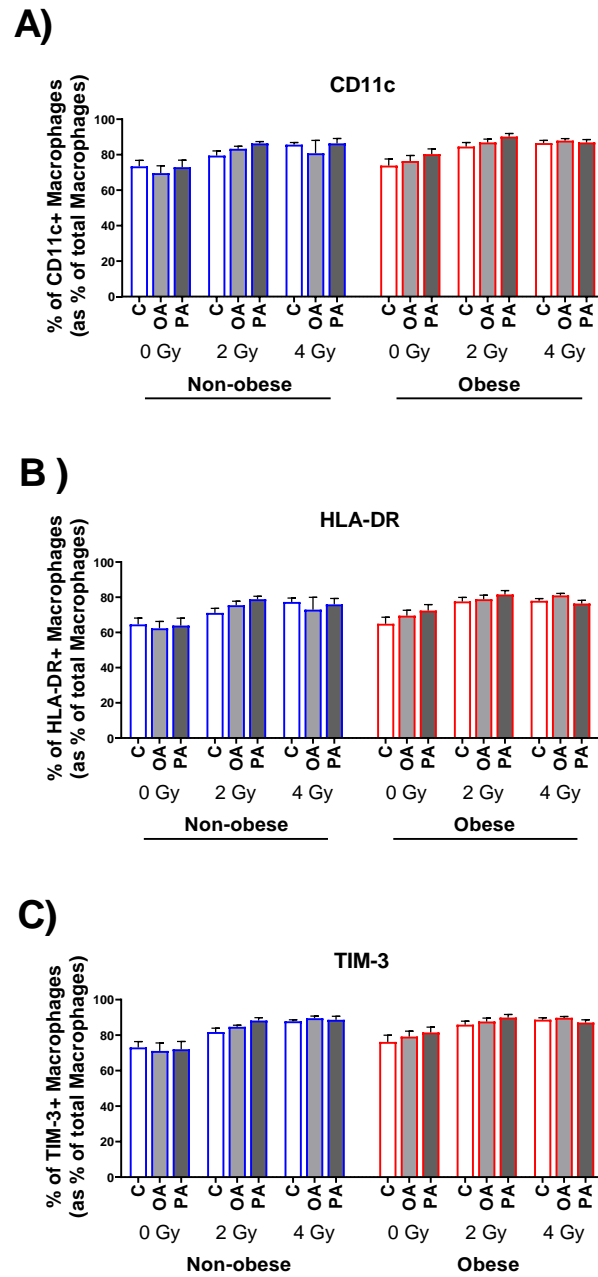 A)
CD11c
% of CD11c+ Macrophages
(as % of total Macrophages)
100
80
60
40
20
0
C OA PA C OA PA C OA PA C OA PA C OA PA C OA PA
0 Gy 2 Gy 4 Gy 0 Gy 2 Gy 4 Gy
Non-obese Obese
B )
HLA-DR
% of HLA-DR+ Macrophages
(as % of total Macrophages)
100
80
60
40
20
0
C OA PA C OA PA C OA PA C OA PA C OA PA C OA PA
0 Gy 2 Gy 4 Gy 0 Gy 2 Gy 4 Gy
Non-obese Obese
C)
TIM-3
% of TIM-3+ Macrophages
(as % of total Macrophages)
100
80
60
40
20
0
C OA PA C OA PA C OA PA C OA PA C OA PA C OA PA
0 Gy 2 Gy 4 Gy 0 Gy 2 Gy 4 Gy
Non-obese Obese